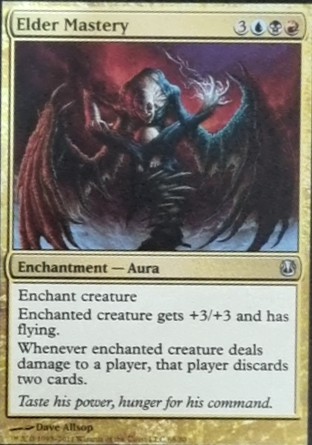 Elder Mastery 3
Enchantment — Aura
Enchant creature
Enchanted creature gets +3/+3 and has
flying.
Whenever enchanted creature deals
damage to a player, that player discards
two cards.
Taste his power, hunger for his command.
Dave Allsop